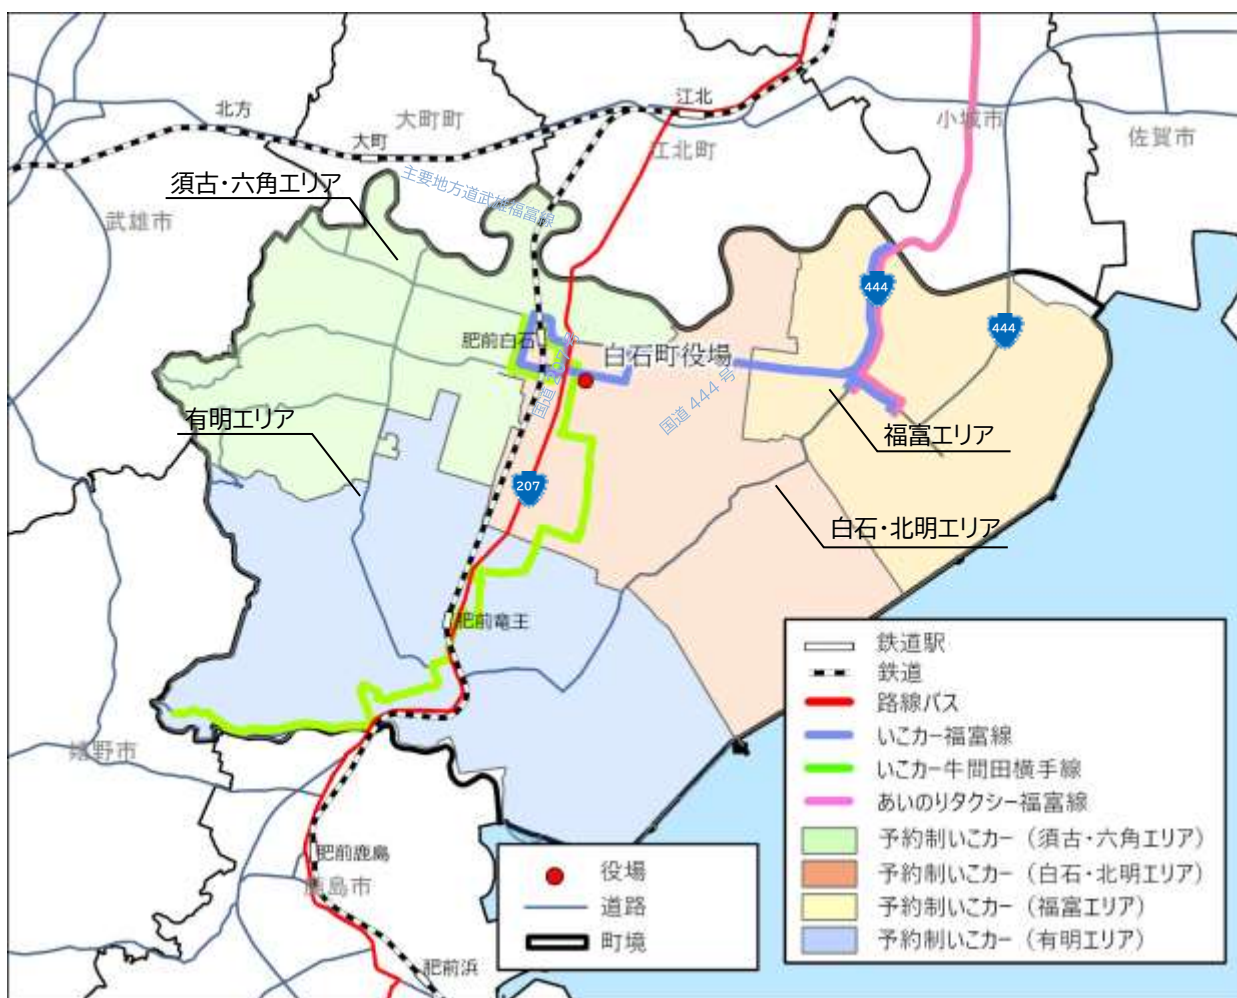 江北
北方
大町町
小城市
佐賀市
大町
江北町
主要地方道武雄福富線
須古・六角エリア
武雄市
444
444
肥前白石
白石町役場
国道 444 号
有明エリア
福富エリア
207
白石・北明エリア
肥前竜王
嬉野市
肥前鹿島
鹿島市
肥前浜
役場
道路
町境
鉄道駅
鉄道
路線バス
いこカー福富線
いこカー牛間田横手線
あいのりタクシー福富線
予約制いこカー（須古・六角エリア）
予約制いこカー（白石・北明エリア）
予約制いこカー（福富エリア）
予約制いこカー（有明エリア）